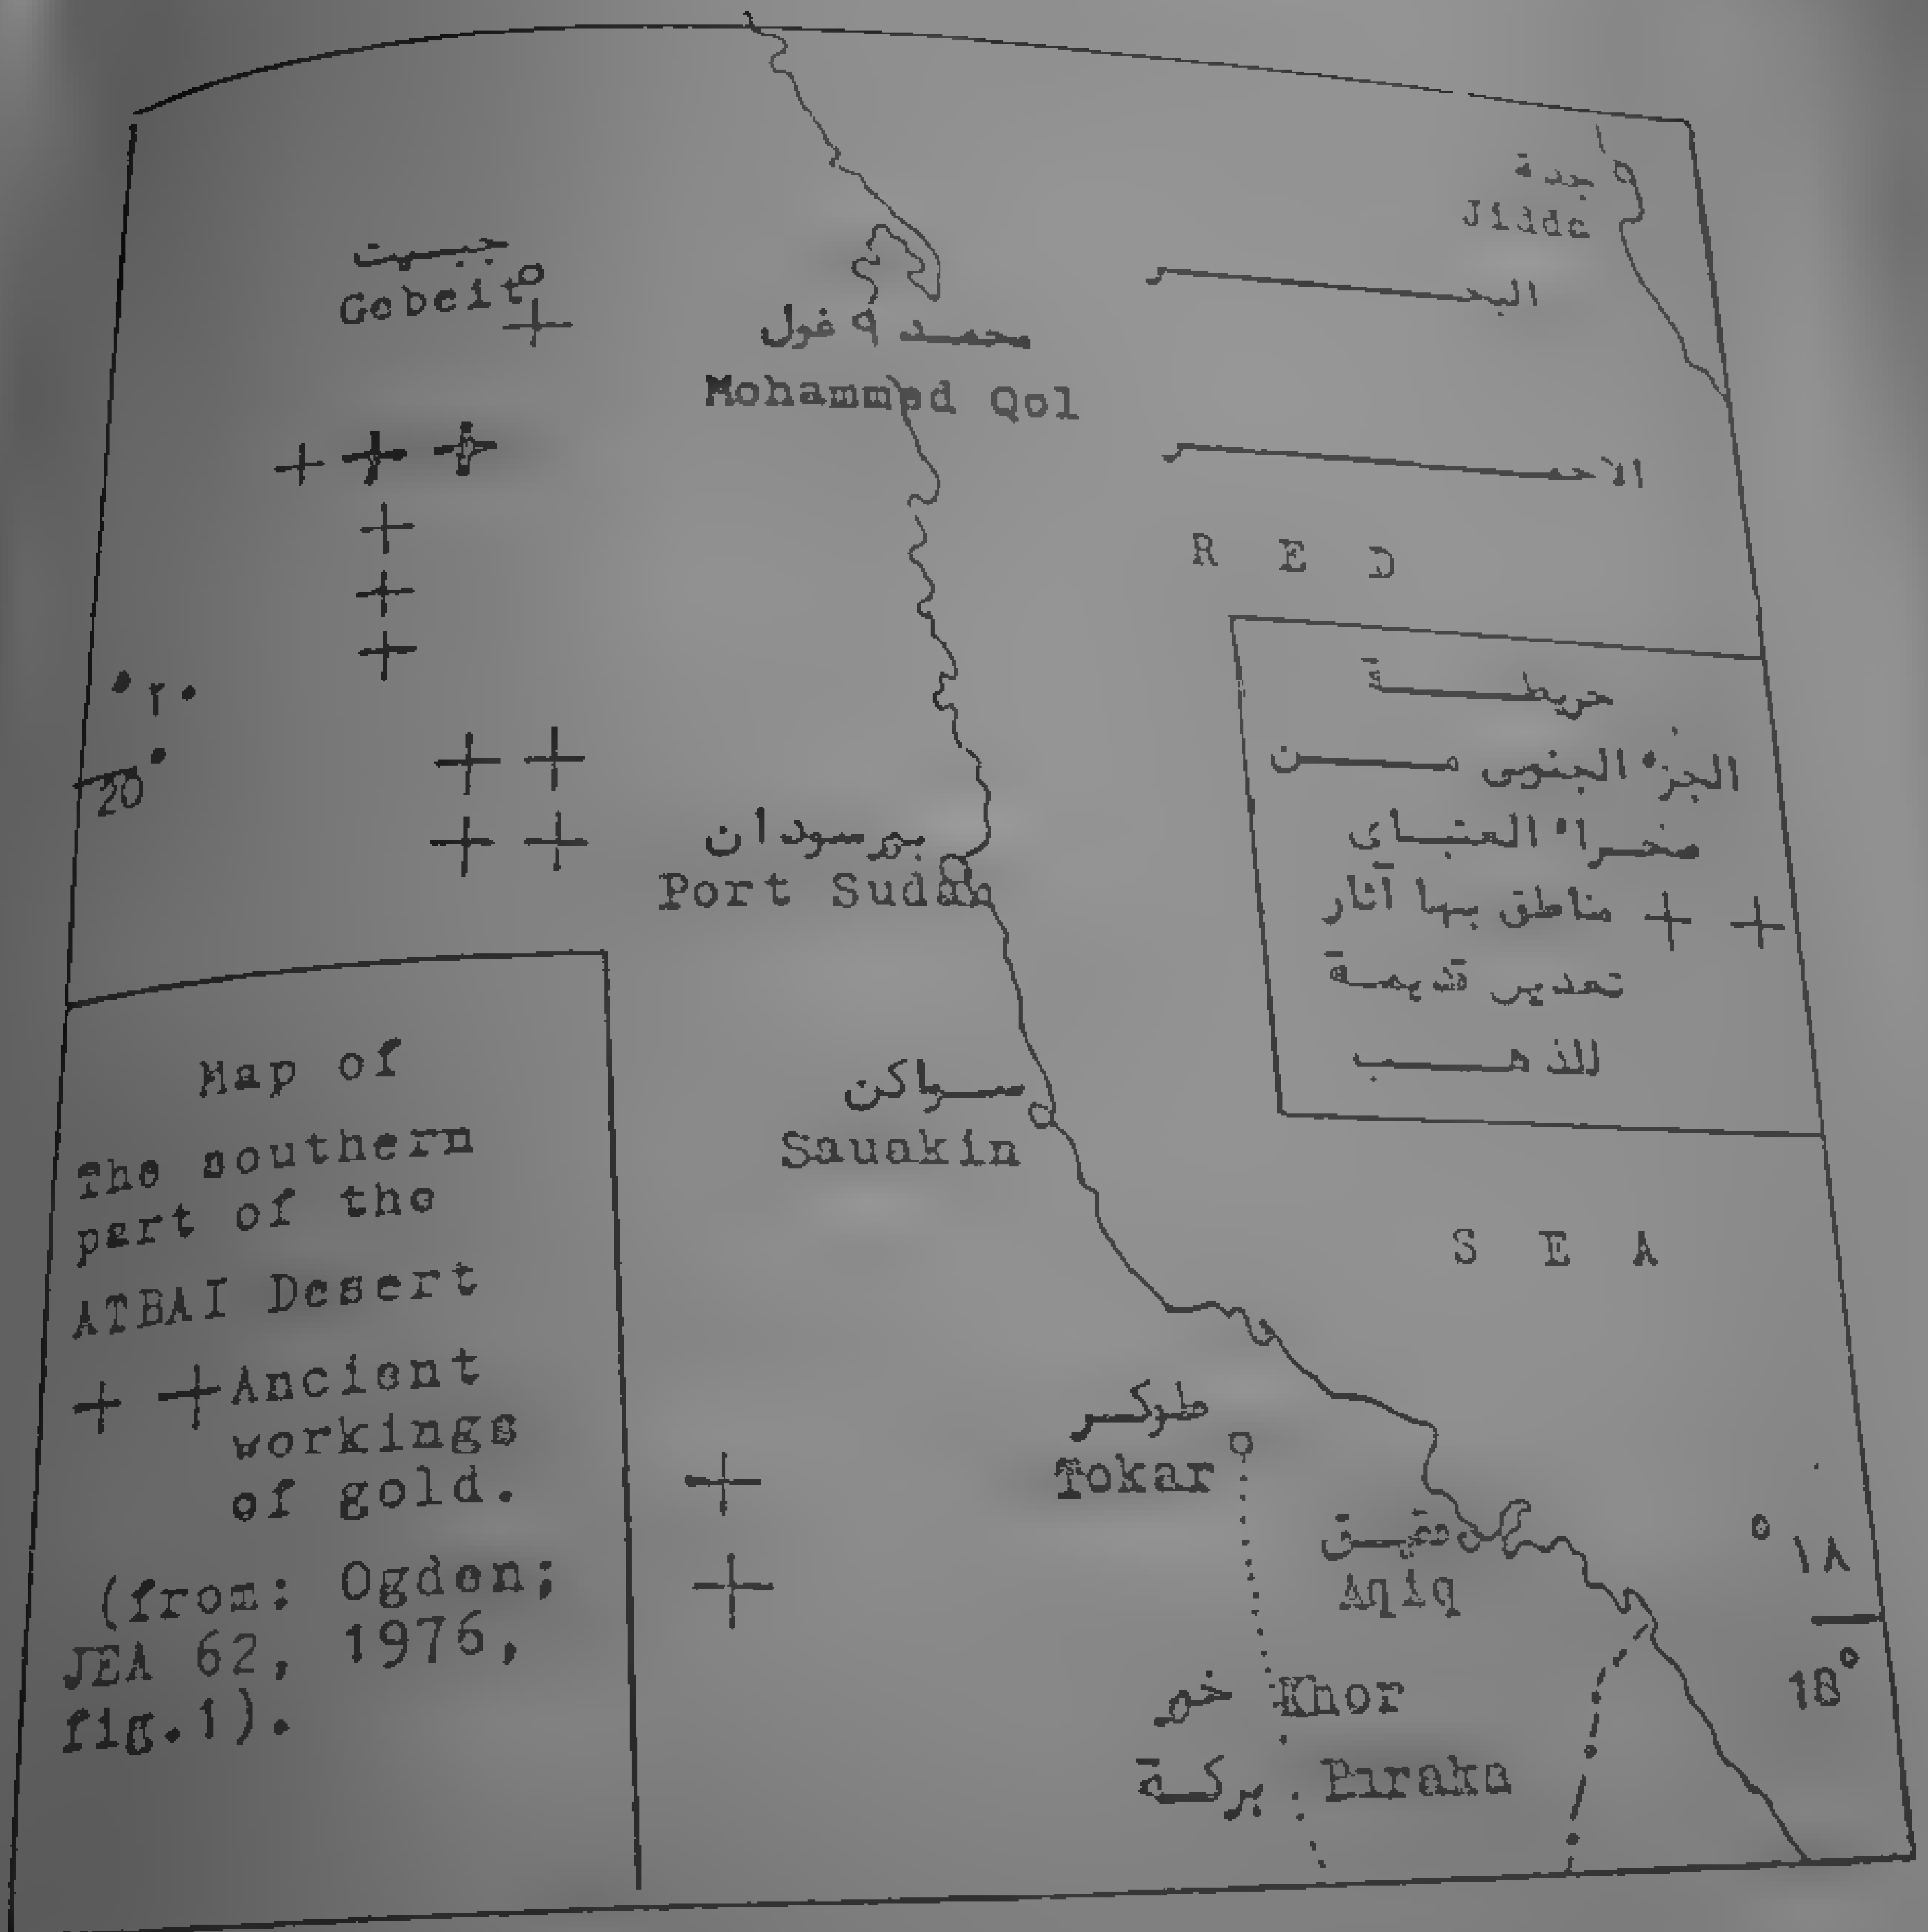 جدة
Jidda
جبيت
Gebeit
البحر
محمد قول
Mohammed Qol
الاحمر
R E D
°٢٠
20°
خريطة
الجزء الجنوبى من
صحراء العتباى
+ + مناطق بها آثار
تعدين قديمة
للذهب
بورسودان
Port Sudan
سواكن
Sauakin
S E A
Map of
The southern
part of the
ATBAI Desert
+ + Ancient
workings
of gold.
(from: Ogden;
JEA 62, 1976,
fig.1).
طوكر
Tokar
عقيق
Aqiq
°١٨
18°
خور
Khor
بركة
Baraka